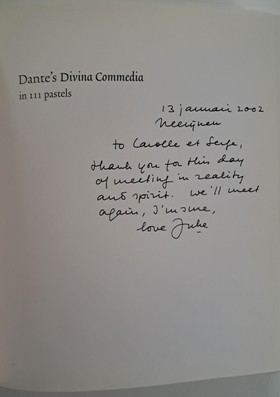 Dante's Divina Commedia
in 111 pastels
13 januari 2002
Neerijnen
to Carolle et Serge,
thank you for this day
of meeting in reality
and spirit. We'll meet
again, I'm sure,
love Juke